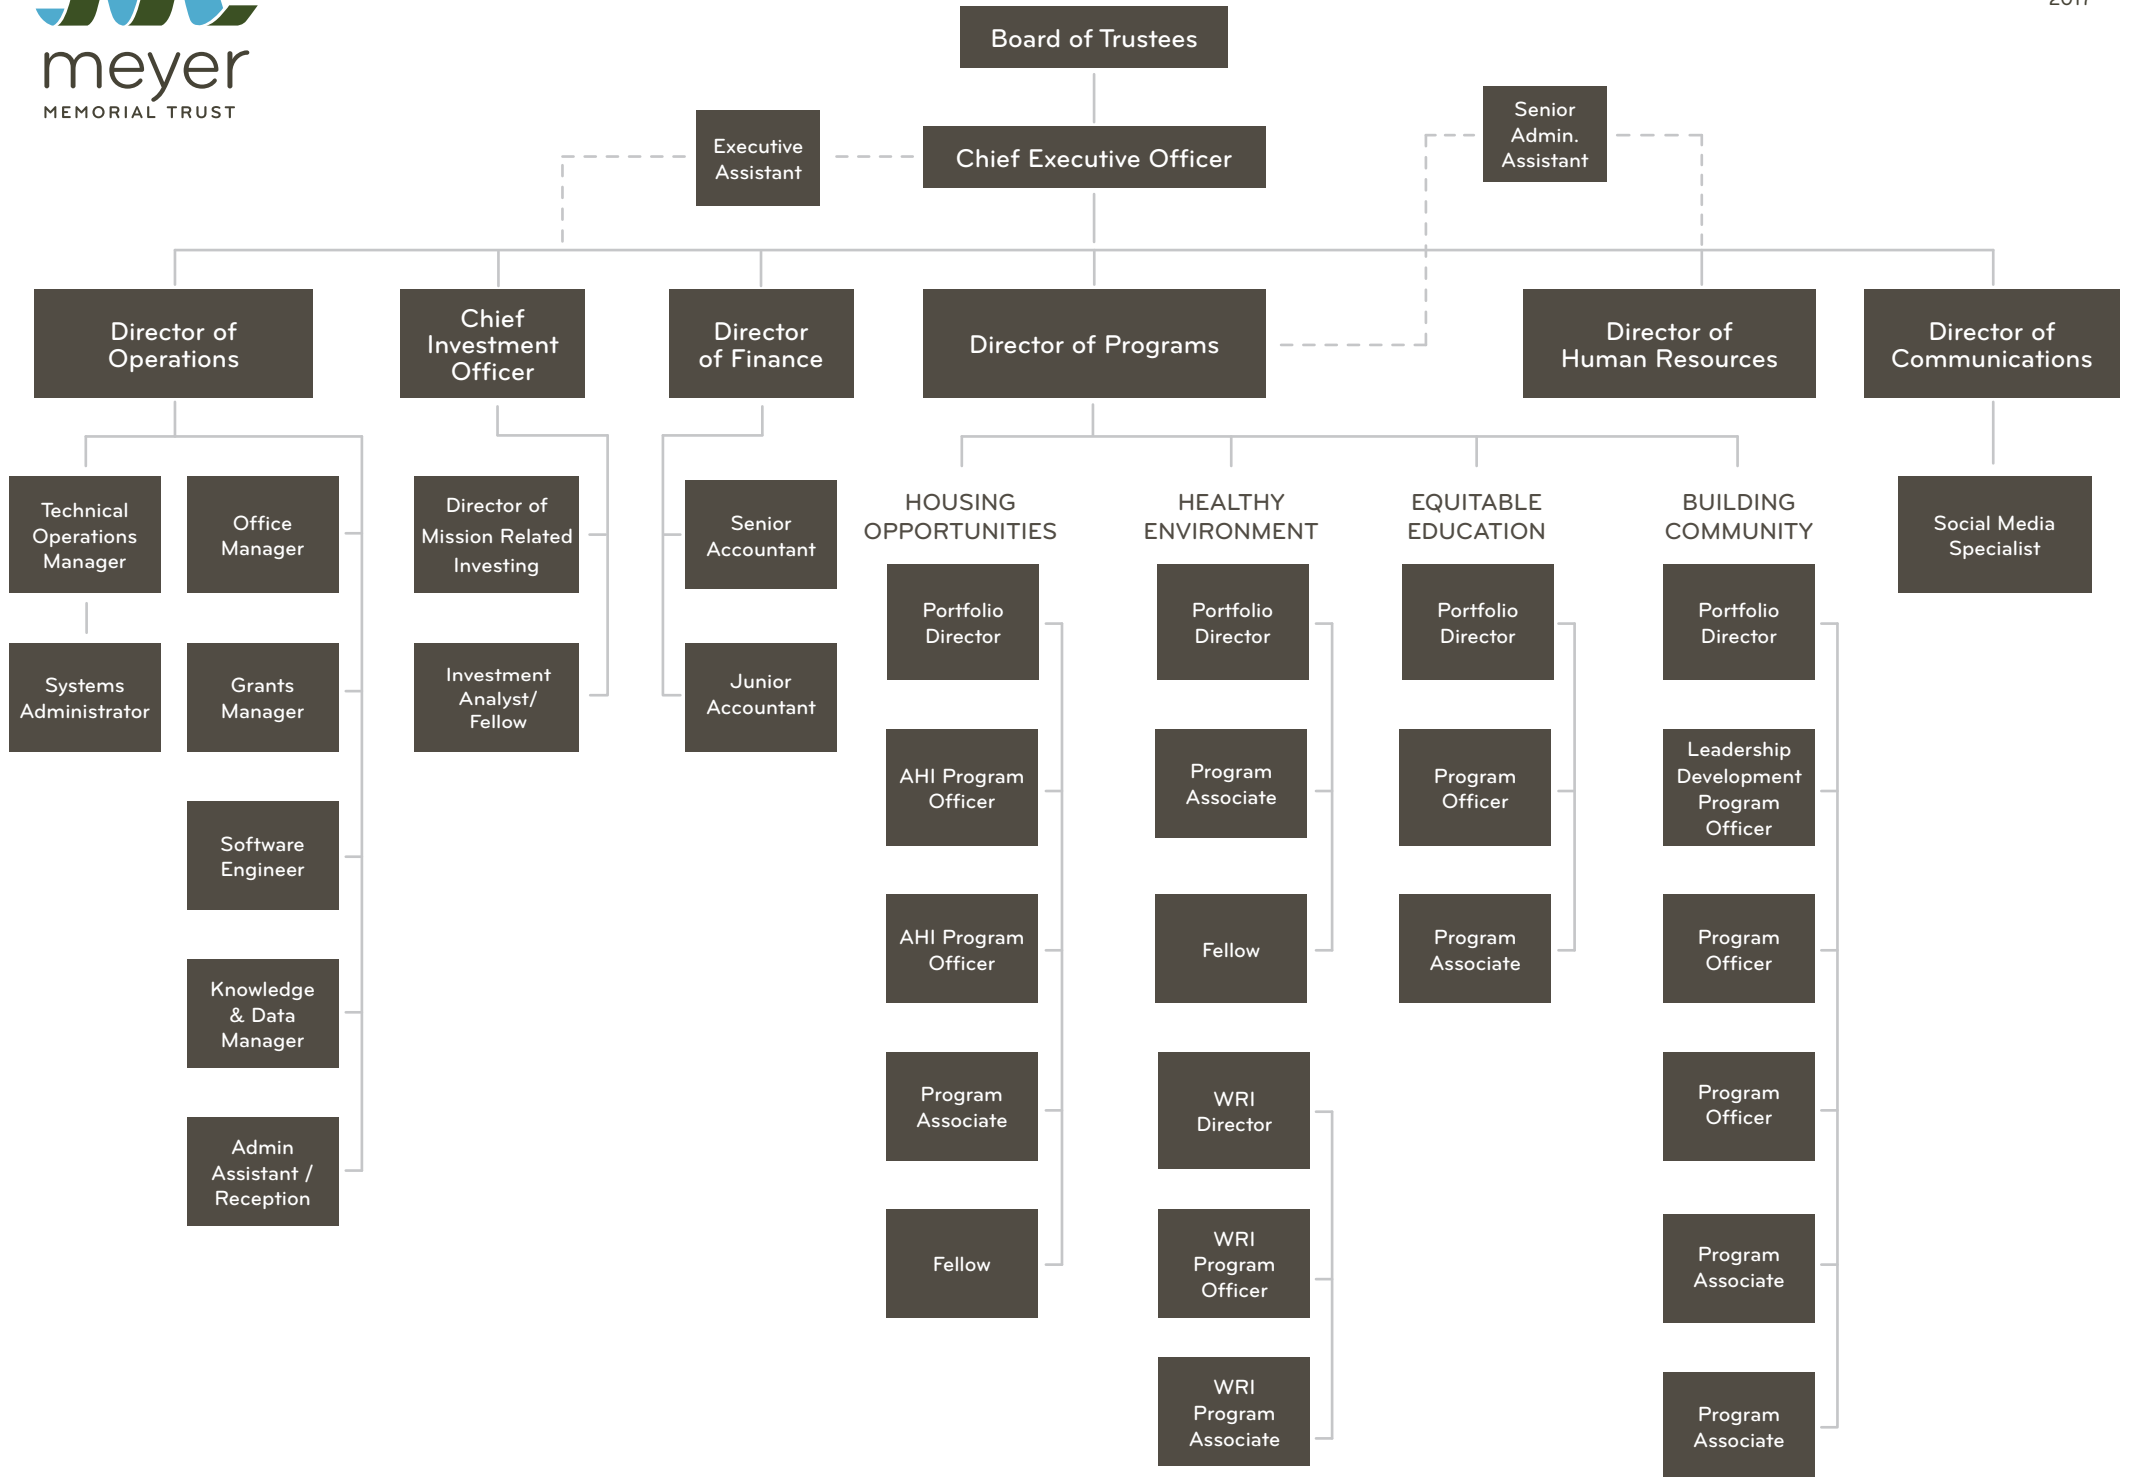 2017
meyer
MEMORIAL TRUST
Board of Trustees
Executive
Assistant
Chief Executive Officer
Senior
Admin.
Assistant
Director of
Operations
Chief
Investment
Officer
Director
of Finance
Director of Programs
Director of
Human Resources
Director of
Communications
Technical
Operations
Manager
Systems
Administrator
Office
Manager
Grants
Manager
Software
Engineer
Knowledge
& Data
Manager
Admin
Assistant /
Reception
Director of
Mission Related
Investing
Investment
Analyst/
Fellow
Senior
Accountant
Junior
Accountant
HOUSING
OPPORTUNITIES
Portfolio
Director
AHI Program
Officer
AHI Program
Officer
Program
Associate
Fellow
HEALTHY
ENVIRONMENT
Portfolio
Director
Program
Associate
Fellow
WRI
Director
WRI
Program
Officer
WRI
Program
Associate
EQUITABLE
EDUCATION
Portfolio
Director
Program
Officer
Program
Associate
BUILDING
COMMUNITY
Portfolio
Director
Leadership
Development
Program
Officer
Program
Officer
Program
Officer
Program
Associate
Program
Associate
Social Media
Specialist